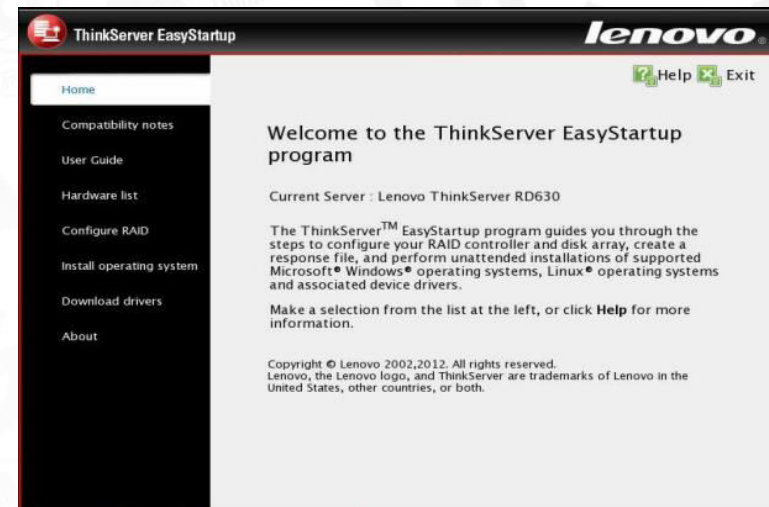 ThinkServer EasyStartup
lenovo
Help Exit
Home
Compatibility notes
User Guide
Hardware list
Configure RAID
Install operating system
Download drivers
About
Welcome to the ThinkServer EasyStartup
program
Current Server : Lenovo ThinkServer RD630
The ThinkServer™ EasyStartup program guides you through the
steps to configure your RAID controller and disk array, create a
response file, and perform unattended installations of supported
Microsoft® Windows® operating systems, Linux® operating systems
and associated device drivers.
Make a selection from the list at the left, or click Help for more
information.
Copyright © Lenovo 2002,2012. All rights reserved.
Lenovo, the Lenovo logo, and ThinkServer are trademarks of Lenovo in the
United States, other countries, or both.